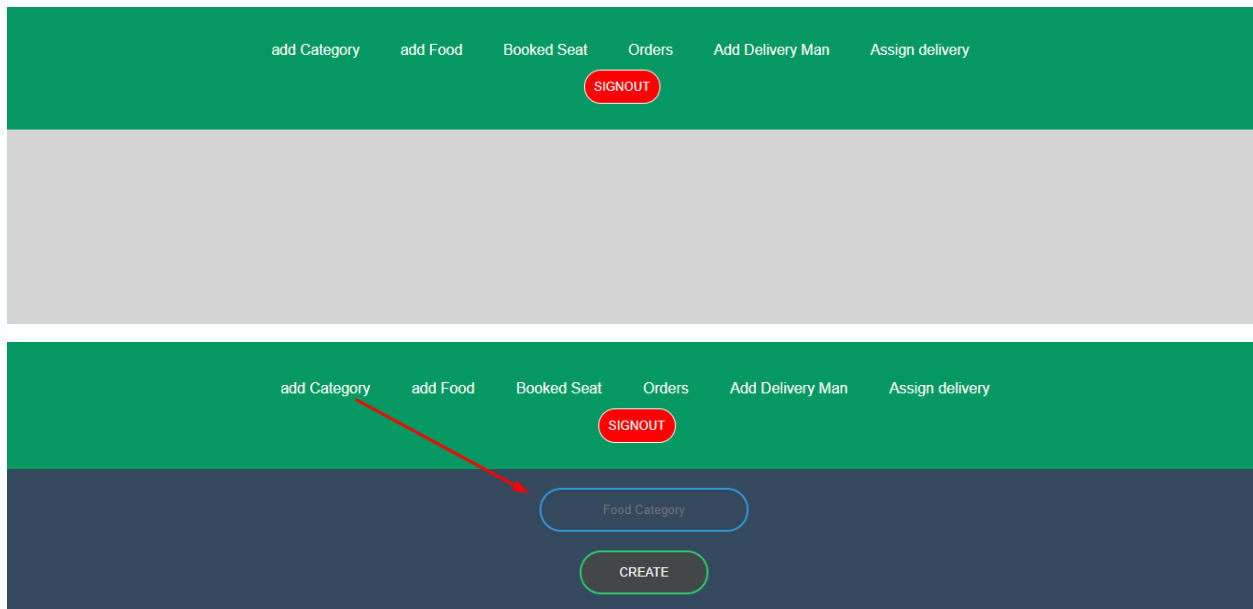 add Category add Food Booked Seat Orders Add Delivery Man Assign delivery
SIGNOUT
add Category add Food Booked Seat Orders Add Delivery Man Assign delivery
SIGNOUT
Food Category
CREATE